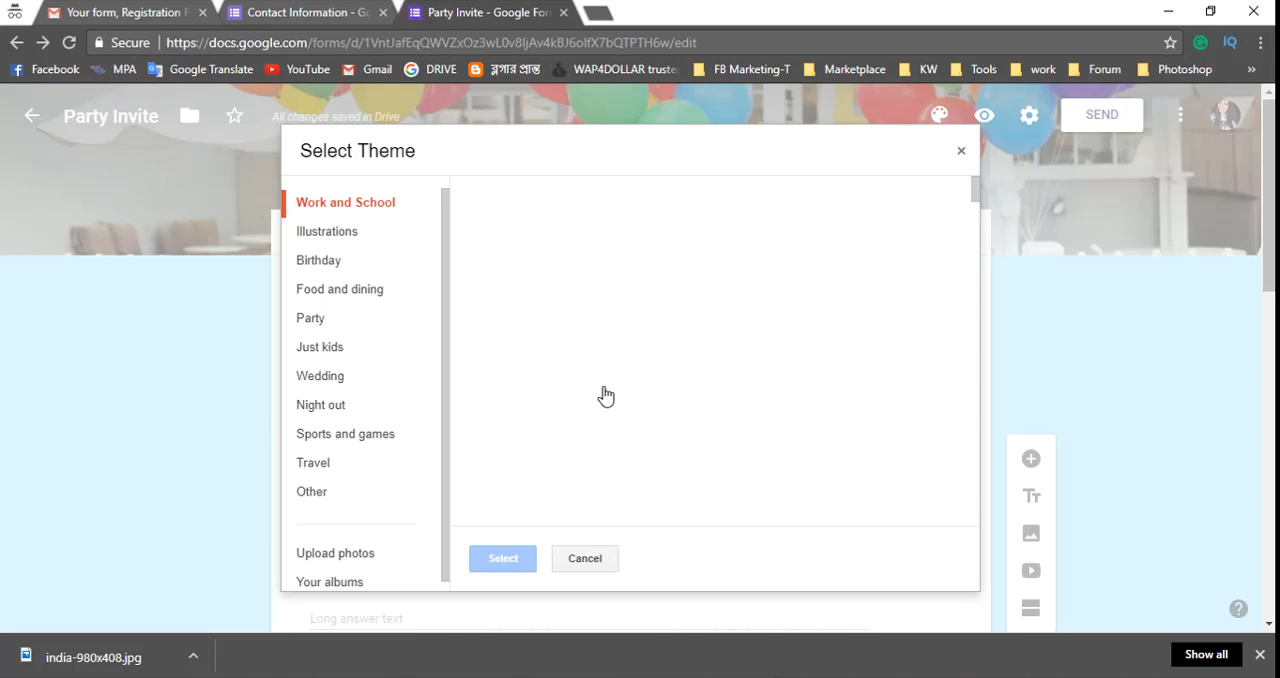 Your form, Registration F
Contact Information - Go
Party Invite - Google For
Secure
https://docs.google.com/forms/d/1VntJafEqQWVZxOz3wL0v8ljAv4kBJ6olfX7bQTPTH6w/edit
IQ
Facebook MPA Google Translate YouTube Gmail DRIVE ব্লগার প্রান্ত WAP4DOLLAR truste FB Marketing-T Marketplace KW Tools work Forum Photoshop »
Party Invite
All changes saved in Drive
SEND
Select Theme
Work and School
Illustrations
Birthday
Food and dining
Party
Just kids
Wedding
Night out
Sports and games
Travel
Other
Upload photos
Your albums
Select
Cancel
Tт
Long answer text
india-980x408.jpg
Show all